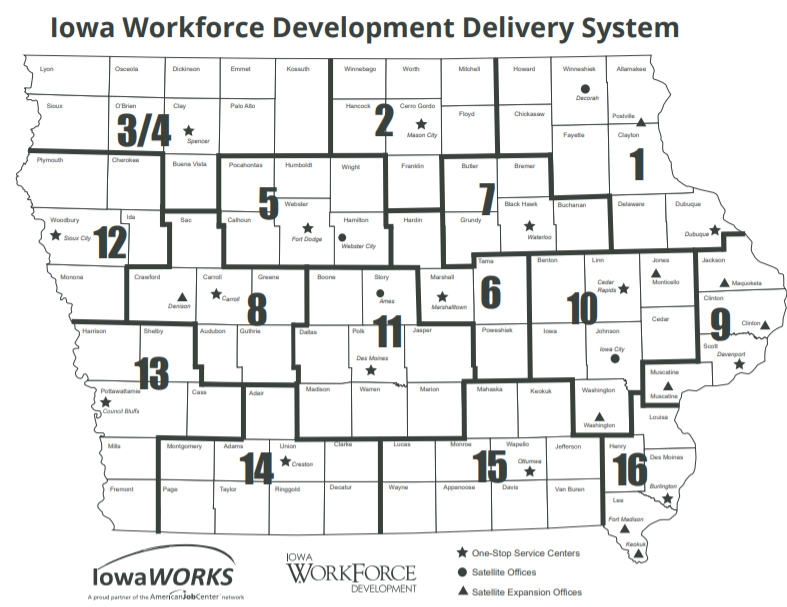 Iowa Workforce Development Delivery System
Lyon Osceola Dickinson Emmet Kossuth Winnebago Worth Mitchell Howard Winneshiek Allamakee
Decorah
Sioux O'Brien Clay Palo Alto Hancock Cerro Gordo Floyd Chickasaw Postville
3/4 Spencer 2 Mason City Fayette Clayton
1
Plymouth Cherokee Buena Vista Pocahontas Humboldt Wright Franklin Butler Bremer
5 7
Woodbury Ida Sac Calhoun Webster Hamilton Hardin Grundy Black Hawk Buchanan Delaware Dubuque
Sioux City 12 Fort Dodge Webster City Waterloo Dubuque
Monona Crawford Carroll Greene Boone Story Marshall Tama Benton Linn Jones Jackson
Denison Carroll 8 Ames Marshalltown 6 10 Cedar Rapids Monticello Maquoketa
Clinton
9 Clinton
Harrison Shelby Audubon Guthrie Dallas Polk Jasper Poweshiek Iowa Johnson Cedar Scott
11 Iowa City Davenport
13 Des Moines Muscatine
Muscatine
Pottawattamie Cass Adair Madison Warren Marion Mahaska Keokuk Washington
Council Bluffs Washington Louisa
Mills Montgomery Adams Union Clarke Lucas Monroe Wapello Jefferson Henry Des Moines
14 Creston 15 Ottumwa 16 Burlington
Fremont Page Taylor Ringgold Decatur Wayne Appanoose Davis Van Buren Lee
Fort Madison
Keokuk
IowaWORKS
A proud partner of the AmericanJobCenter network
IOWA
WORKFORCE
DEVELOPMENT
One-Stop Service Centers
Satellite Offices
Satellite Expansion Offices